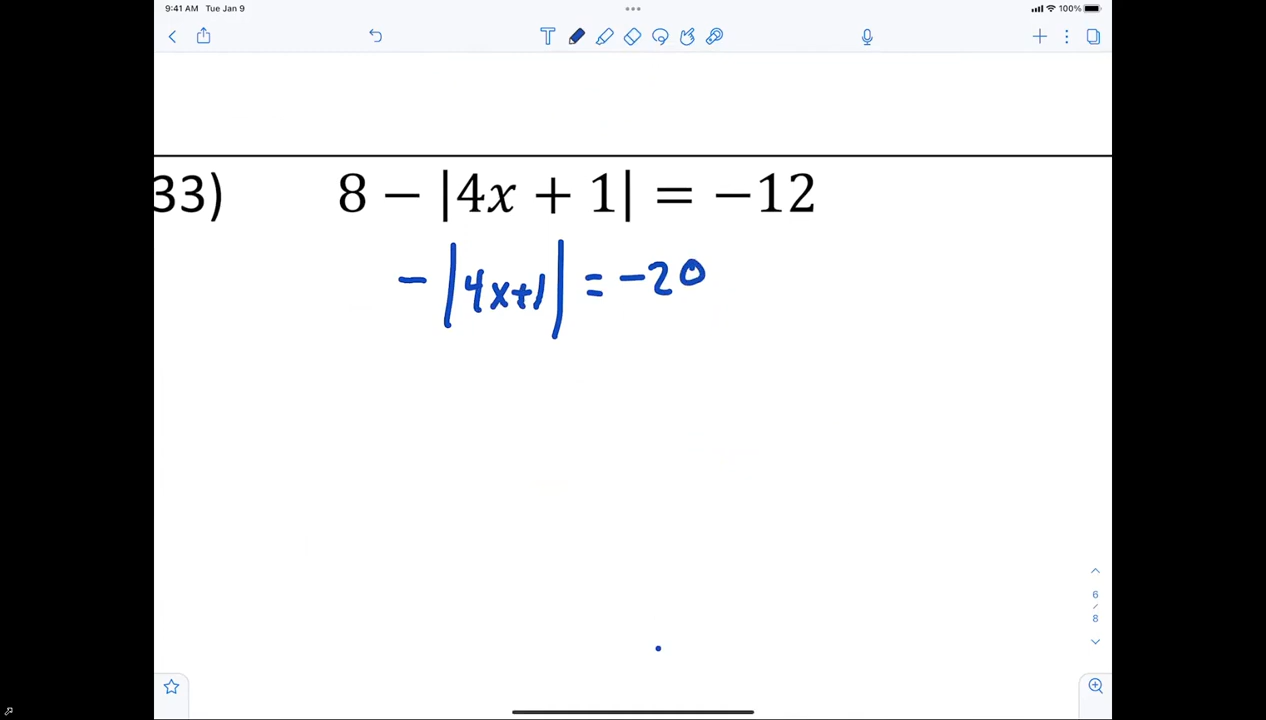 9:41 AM Tue Jan 9
100%
T
33) 8 − |4x + 1| = −12
- |4x+1| = -20
6
/
8